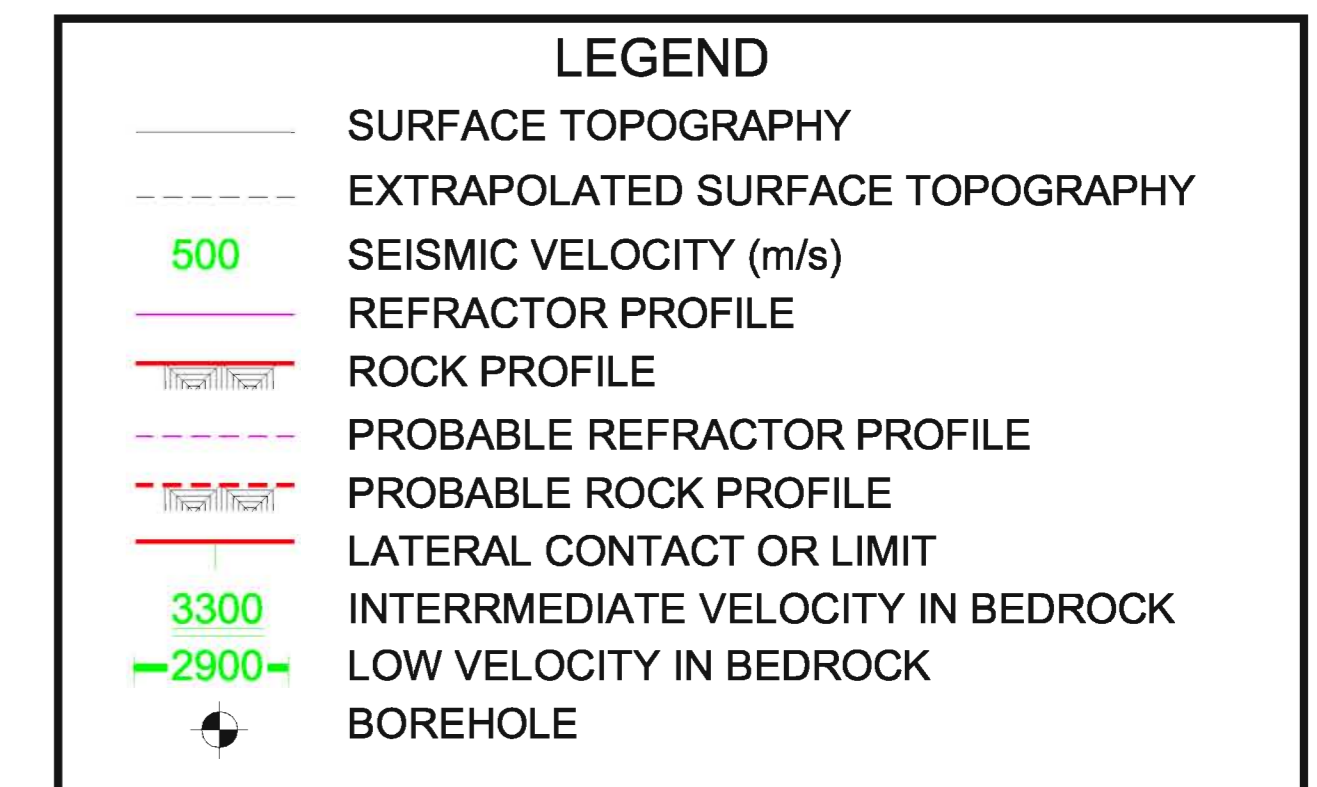 LEGEND
SURFACE TOPOGRAPHY
EXTRAPOLATED SURFACE TOPOGRAPHY
500 SEISMIC VELOCITY (m/s)
REFRACTOR PROFILE
ROCK PROFILE
PROBABLE REFRACTOR PROFILE
PROBABLE ROCK PROFILE
LATERAL CONTACT OR LIMIT
3300 INTERRMEDIATE VELOCITY IN BEDROCK
2900 LOW VELOCITY IN BEDROCK
BOREHOLE